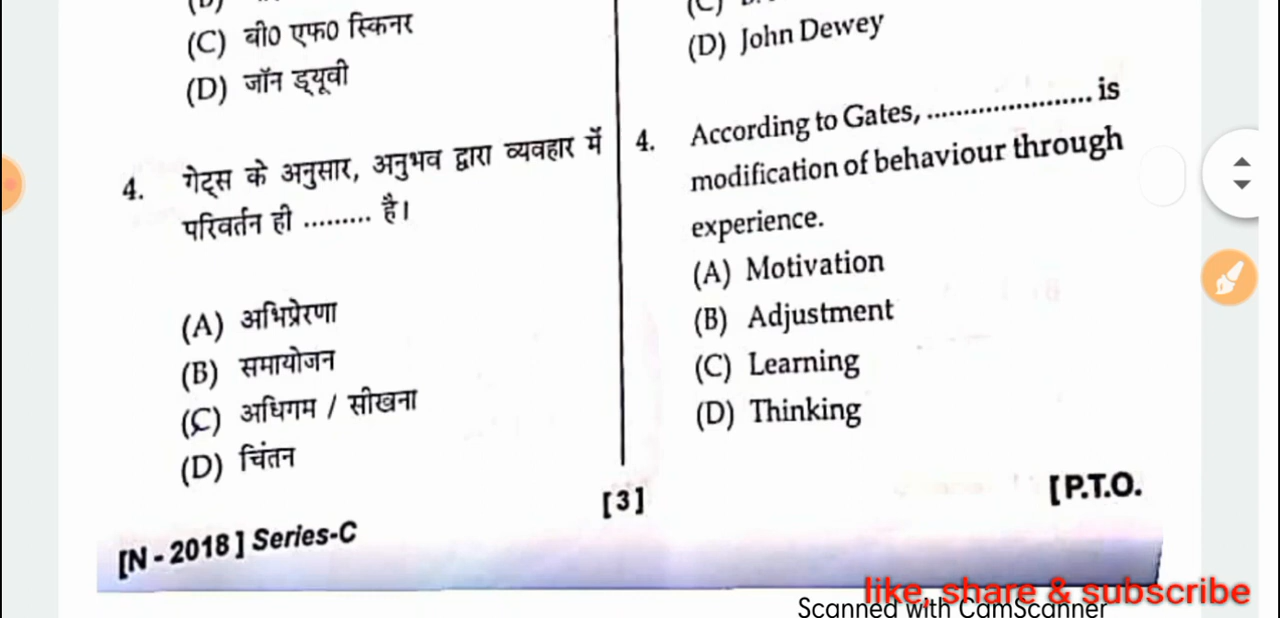 (C) बी0 एफ0 स्किनर
(D) जॉन ड्यूवी
4. गेट्स के अनुसार, अनुभव द्वारा व्यवहार में
परिवर्तन ही ......... है।
(A) अभिप्रेरणा
(B) समायोजन
(C) अधिगम / सीखना
(D) चिंतन
(D) John Dewey
4. According to Gates, ...................... is
modification of behaviour through
experience.
(A) Motivation
(B) Adjustment
(C) Learning
(D) Thinking
[3]
[P.T.O.
[N - 2018 ] Series-C
like, share & subscribe
Scanned with CamScanner